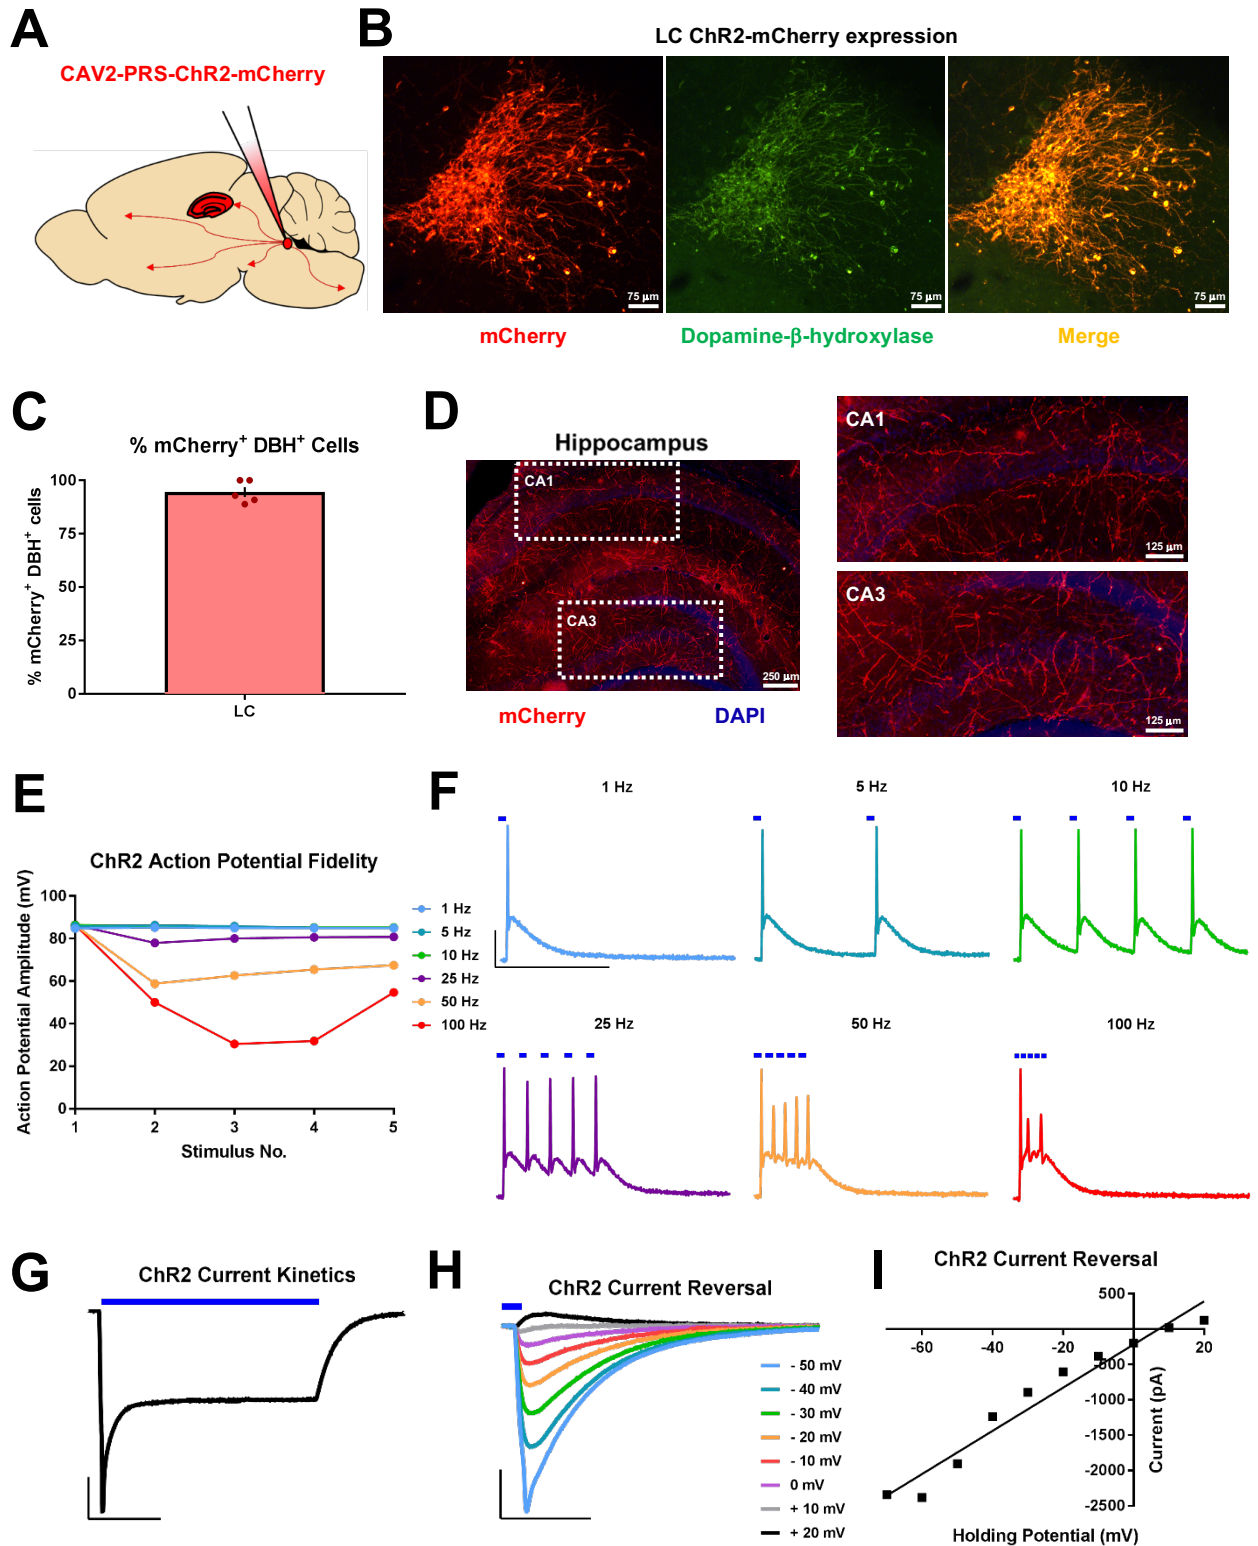 A
CAV2-PRS-ChR2-mCherry
B
LC ChR2-mCherry expression
75 μm
75 μm
75 μm
mCherry
Dopamine-β-hydroxylase
Merge
C
% mCherry⁺ DBH⁺ Cells
% mCherry⁺ DBH⁺ cells
100
75
50
25
0
LC
D
Hippocampus
CA1
CA3
250 μm
mCherry
DAPI
CA1
125 μm
CA3
125 μm
E
ChR2 Action Potential Fidelity
Action Potential Amplitude (mV)
100
80
60
40
20
0
1
2
3
4
5
Stimulus No.
1 Hz
5 Hz
10 Hz
25 Hz
50 Hz
100 Hz
F
1 Hz
5 Hz
10 Hz
25 Hz
50 Hz
100 Hz
G
ChR2 Current Kinetics
H
ChR2 Current Reversal
- 50 mV
- 40 mV
- 30 mV
- 20 mV
- 10 mV
0 mV
+ 10 mV
+ 20 mV
I
ChR2 Current Reversal
500
-60
-40
-20
20
-500
-1000
-1500
-2000
-2500
Current (pA)
Holding Potential (mV)